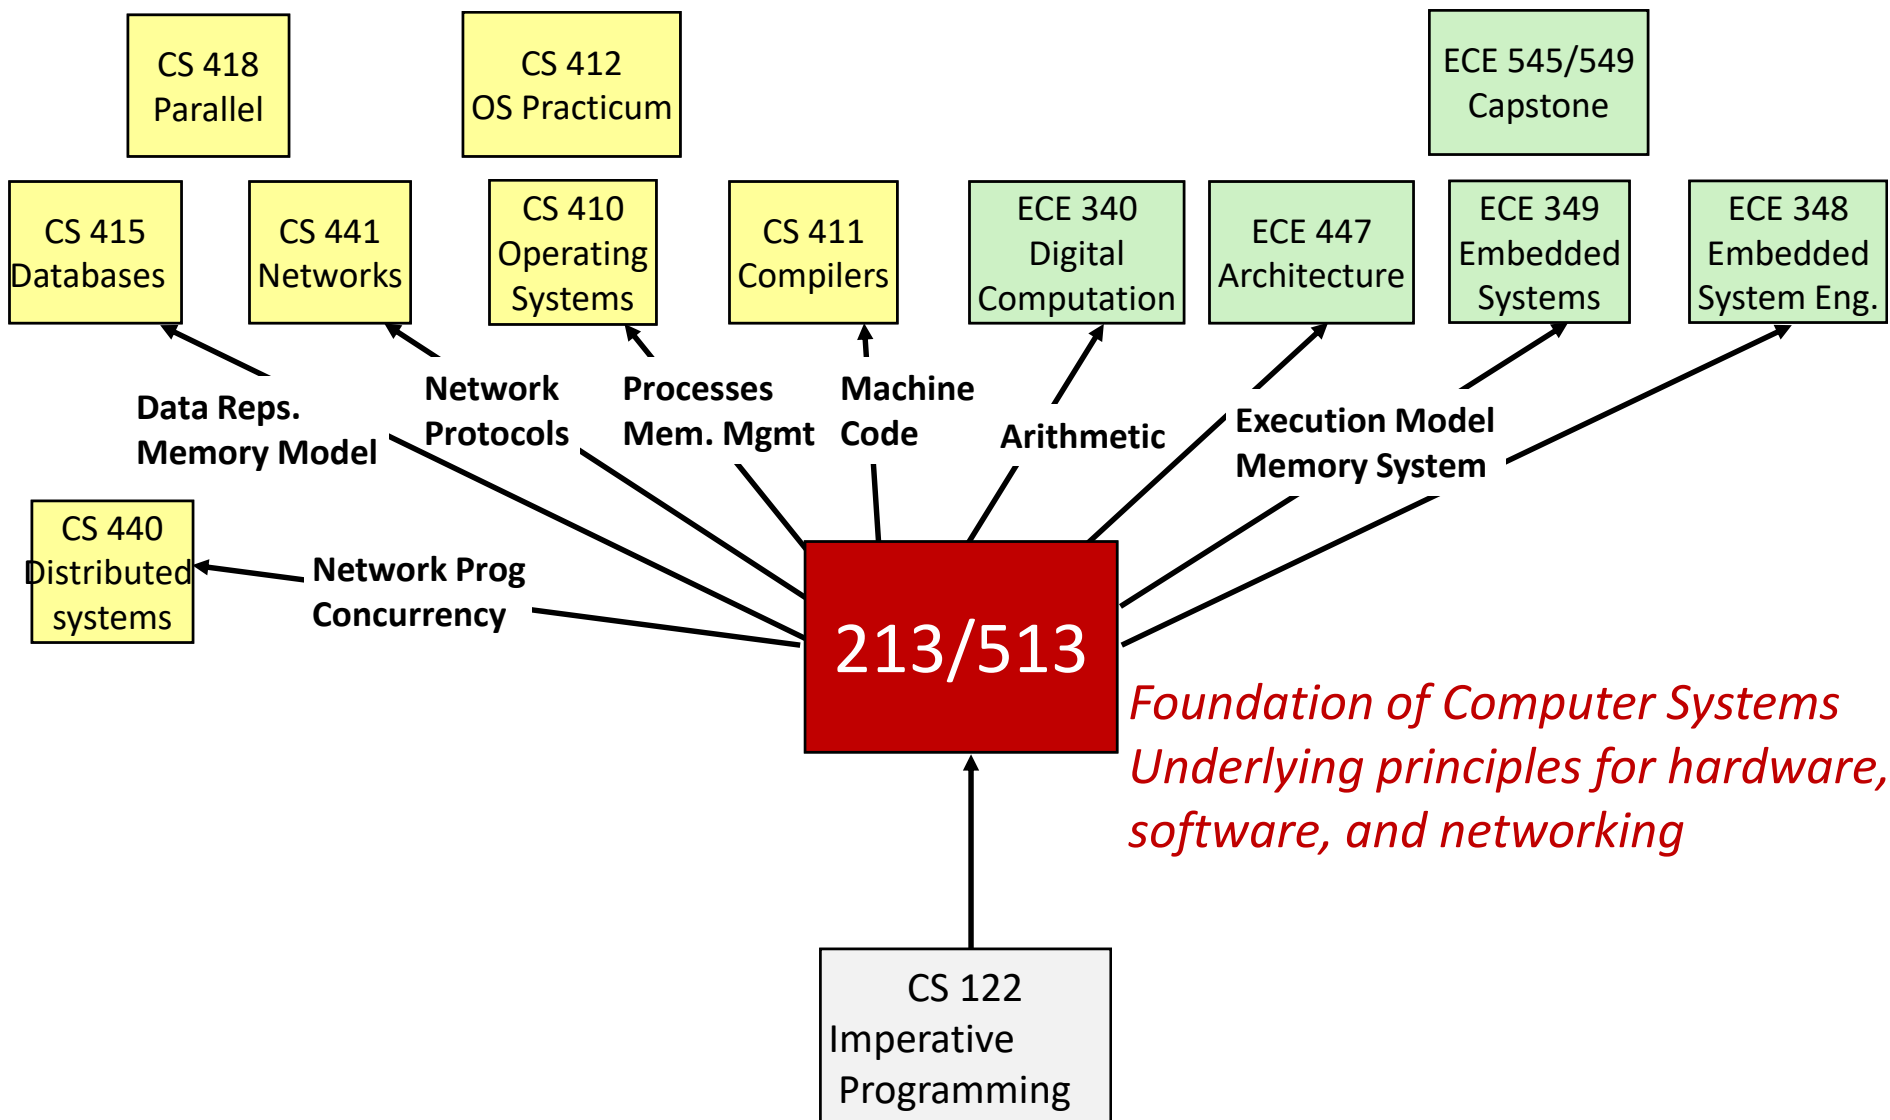 CS 418
Parallel
CS 412
OS Practicum
ECE 545/549
Capstone
CS 415
Databases
CS 441
Networks
CS 410
Operating
Systems
CS 411
Compilers
ECE 340
Digital
Computation
ECE 447
Architecture
ECE 349
Embedded
Systems
ECE 348
Embedded
System Eng.
Data Reps.
Memory Model
Network
Protocols
Processes
Mem. Mgmt
Machine
Code
Arithmetic
Execution Model
Memory System
CS 440
Distributed
systems
Network Prog
Concurrency
213/513
Foundation of Computer Systems
Underlying principles for hardware,
software, and networking
CS 122
Imperative
Programming